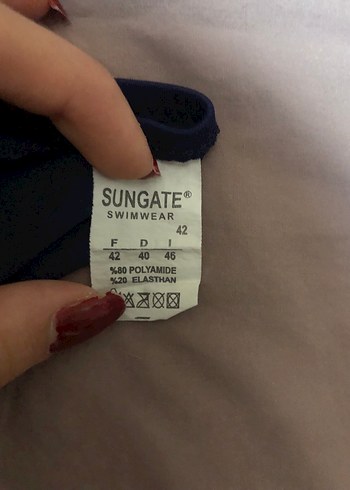 SUNGATE®
SWIMWEAR
42
F D I
42 40 46
%80 POLYAMIDE
%20 ELASTHAN